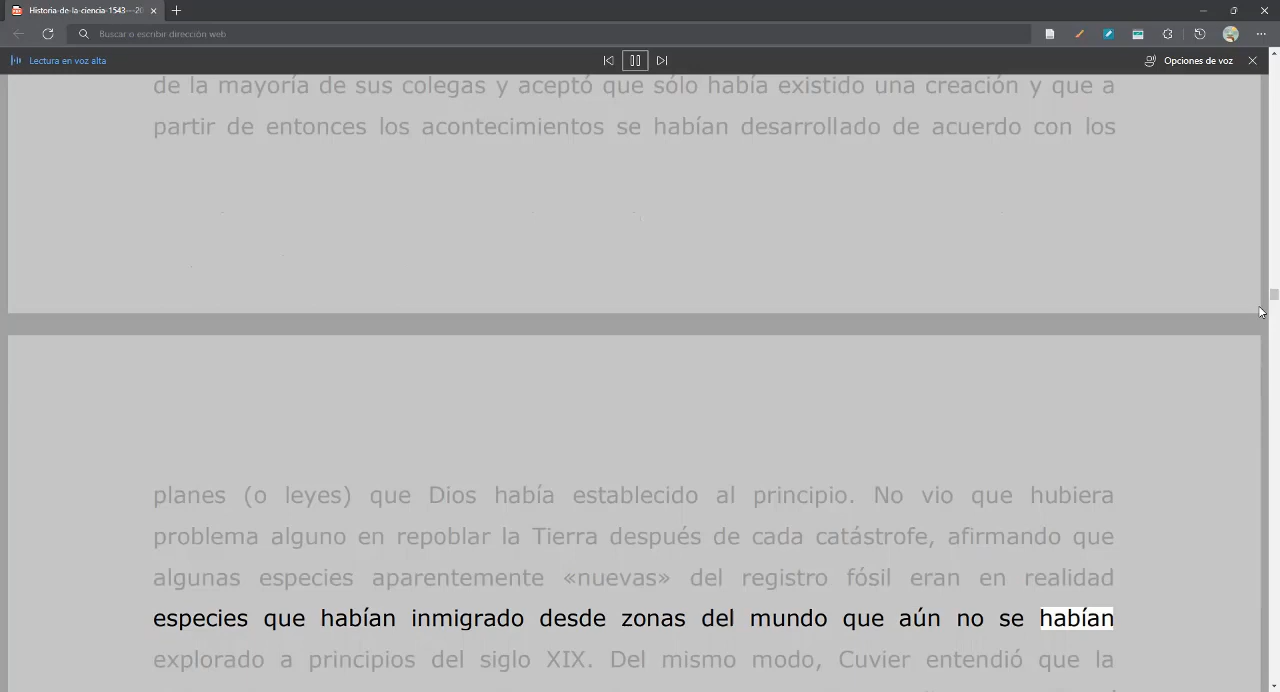 Historia-de-la-ciencia-1543---20
Buscar o escribir dirección web
Lectura en voz alta
Opciones de voz
de la mayoría de sus colegas y aceptó que sólo había existido una creación y que a
partir de entonces los acontecimientos se habían desarrollado de acuerdo con los
planes (o leyes) que Dios había establecido al principio. No vio que hubiera
problema alguno en repoblar la Tierra después de cada catástrofe, afirmando que
algunas especies aparentemente «nuevas» del registro fósil eran en realidad
especies que habían inmigrado desde zonas del mundo que aún no se habían
explorado a principios del siglo XIX. Del mismo modo, Cuvier entendió que la